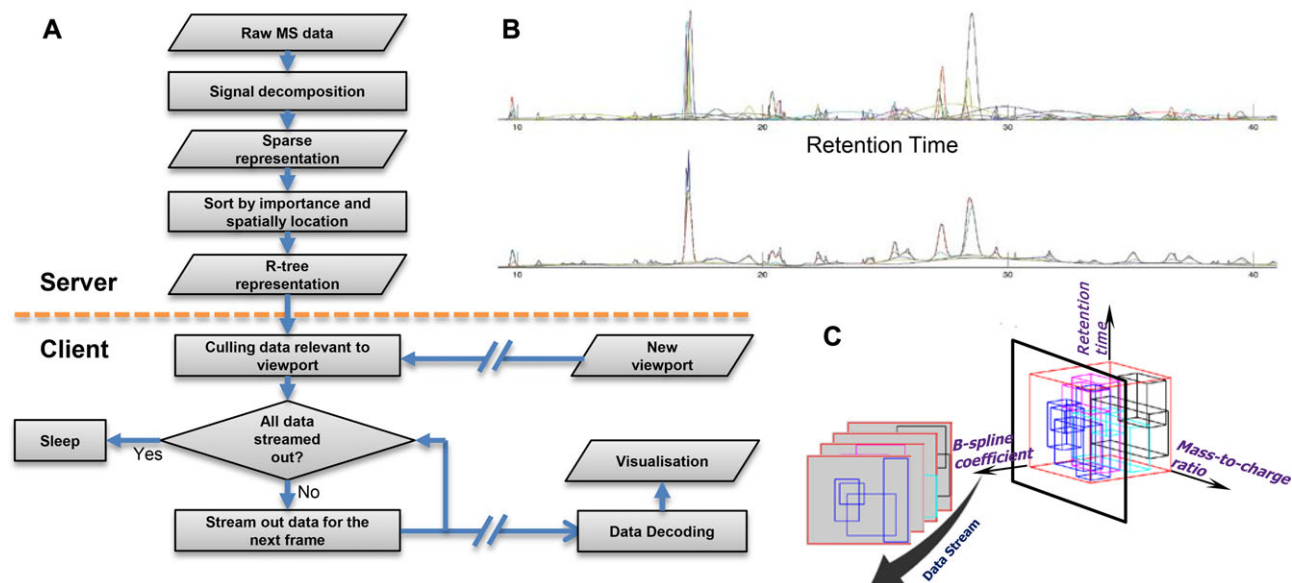 A
Raw MS data
Signal decomposition
Sparse
representation
Sort by importance and
spatially location
R-tree
representation
Server
Client
Culling data relevant to
viewport
New
viewport
All data
streamed
out?
Sleep
Yes
No
Stream out data for the
next frame
Visualisation
Data Decoding
B
10
20
30
40
Retention Time
10
20
30
40
C
Retention
time
B-spline
coefficient
Mass-to-charge
ratio
Data Stream